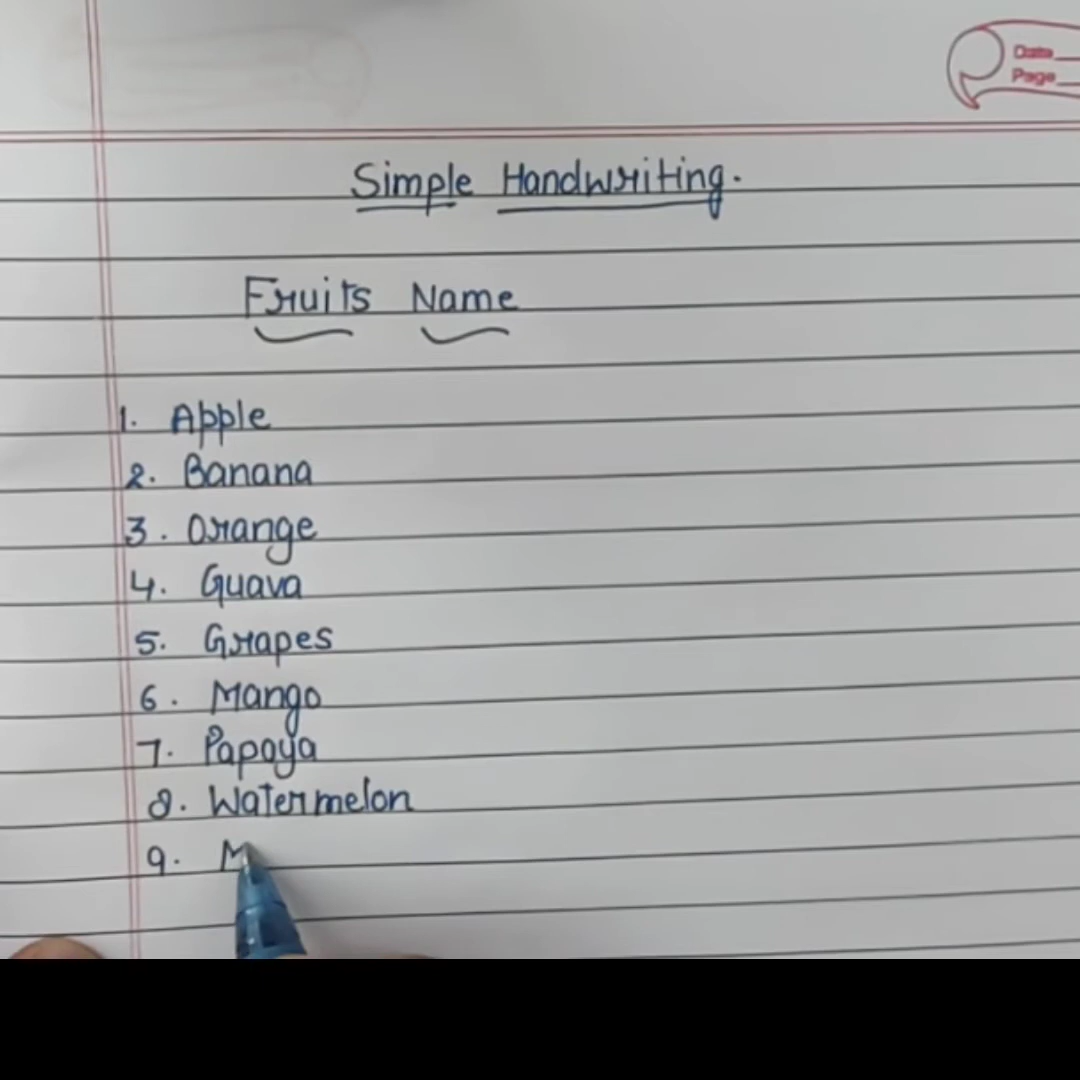 Date
Page
Simple Handwriting.
Fruits Name
1. Apple
2. Banana
3. Orange
4. Guava
5. Grapes
6. Mango
7. Papaya
8. Watermelon
9. M